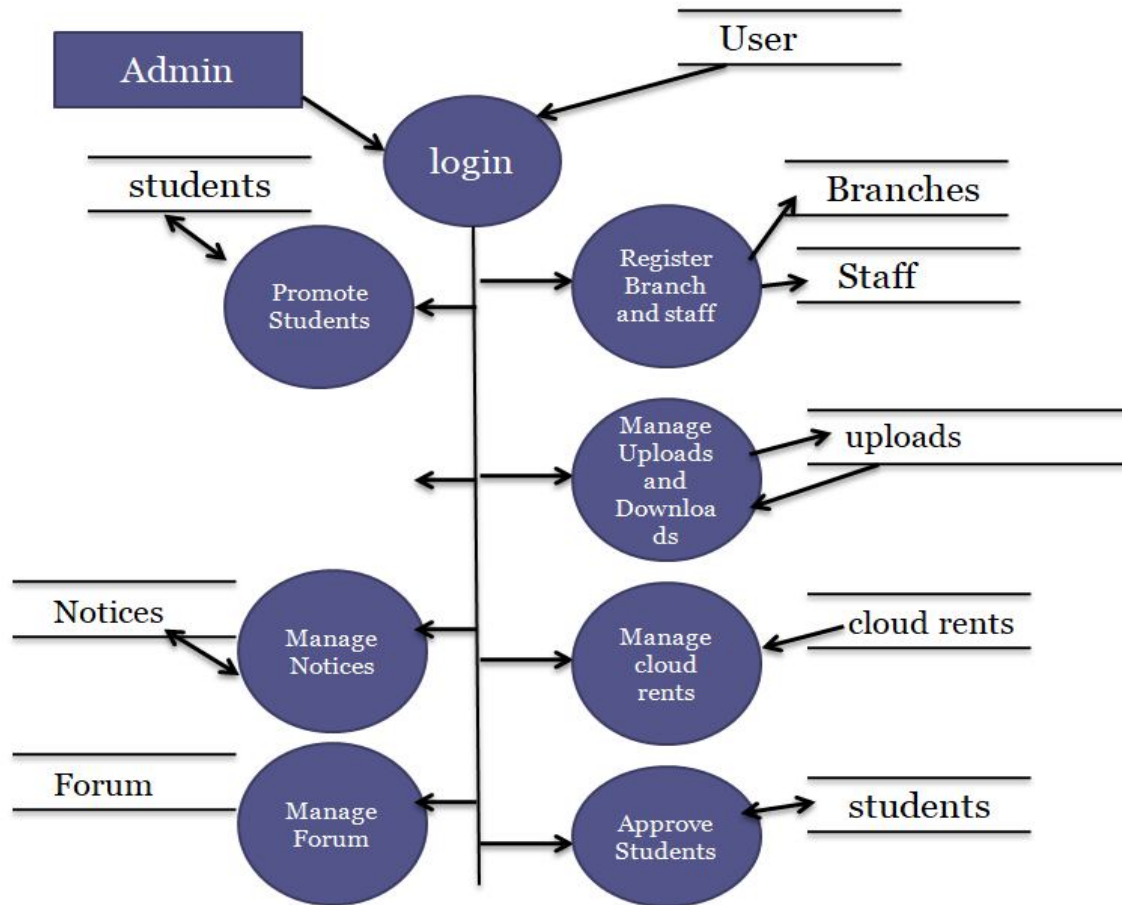 User
Admin
login
students
Branches
Register
Branch
and staff
Staff
Promote
Students
Manage
Uploads
and
Downloa
ds
uploads
Notices
Manage
Notices
Manage
cloud
rents
cloud rents
Forum
Manage
Forum
Approve
Students
students